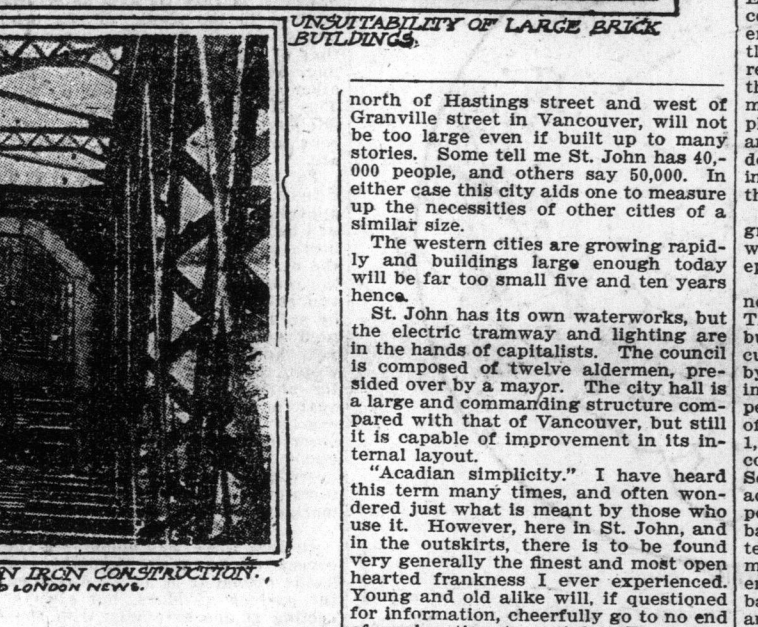 UNSUITABILITY OF LARGE BRICK
BUILDINGS.
N IRON CONSTRUCTION.
D LONDON NEWS.
north of Hastings street and west of
Granville street in Vancouver, will not
be too large even if built up to many
stories. Some tell me St. John has 40,-
000 people, and others say 50,000. In
either case this city aids one to measure
up the necessities of other cities of a
similar size.
The western cities are growing rapid-
ly and buildings large enough today
will be far too small five and ten years
hence.
St. John has its own waterworks, but
the electric tramway and lighting are
in the hands of capitalists. The council
is composed of twelve aldermen, pre-
sided over by a mayor. The city hall is
a large and commanding structure com-
pared with that of Vancouver, but still
it is capable of improvement in its in-
ternal layout.
"Acadian simplicity." I have heard
this term many times, and often won-
dered just what is meant by those who
use it. However, here in St. John, and
in the outskirts, there is to be found
very generally the finest and most open
hearted frankness I ever experienced.
Young and old alike will, if questioned
for information, cheerfully go to no end